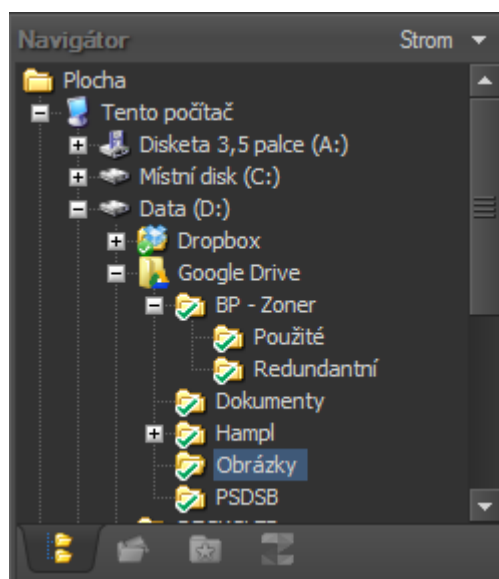 Navigátor Strom
Plocha
Tento počítač
Disketa 3,5 palce (A:)
Místní disk (C:)
Data (D:)
Dropbox
Google Drive
BP - Zoner
Použité
Redundantní
Dokumenty
Hampl
Obrázky
PSDSB